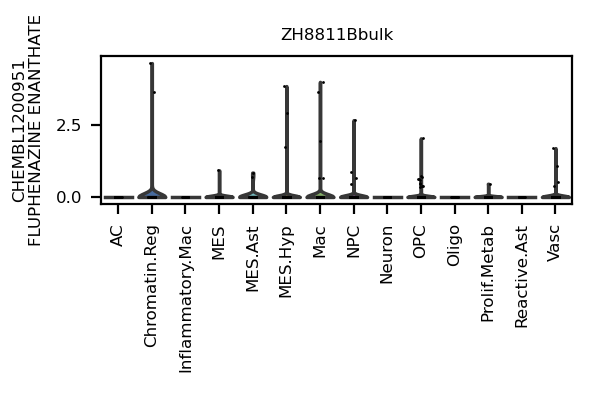 ZH8811Bbulk
CHEMBL1200951
FLUPHENAZINE ENANTHATE
2.5
0.0
AC
Chromatin.Reg
Inflammatory.Mac
MES
MES.Ast
MES.Hyp
Mac
NPC
Neuron
OPC
Oligo
Prolif.Metab
Reactive.Ast
Vasc